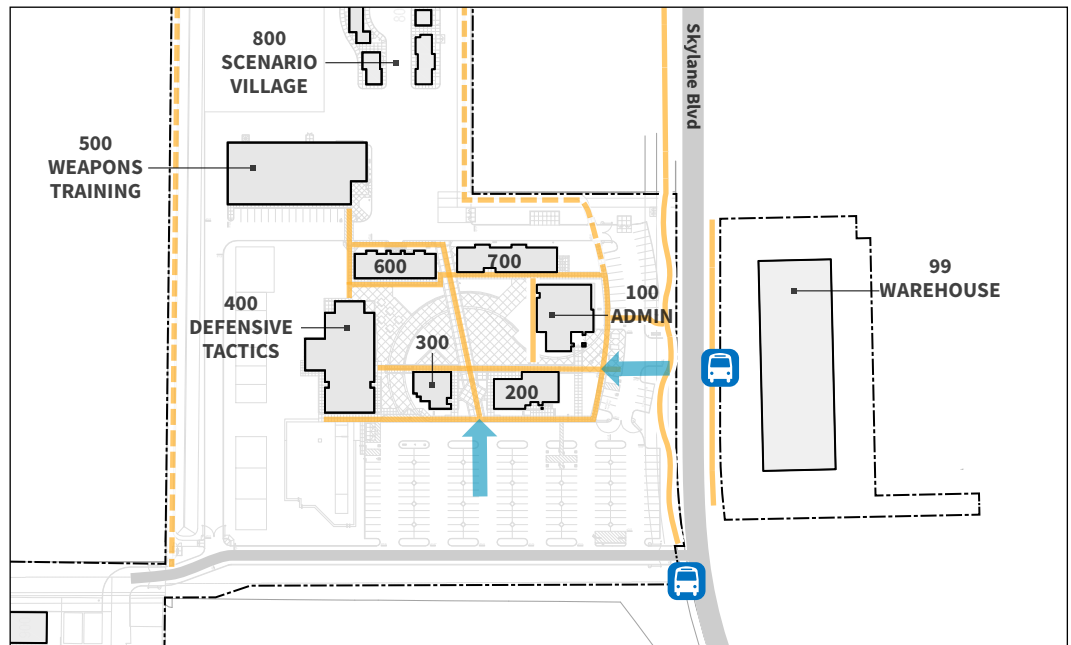 800
SCENARIO
VILLAGE
Skylane Blvd
500
WEAPONS
TRAINING
600
700
99
WAREHOUSE
100
ADMIN
400
DEFENSIVE
TACTICS
300
200